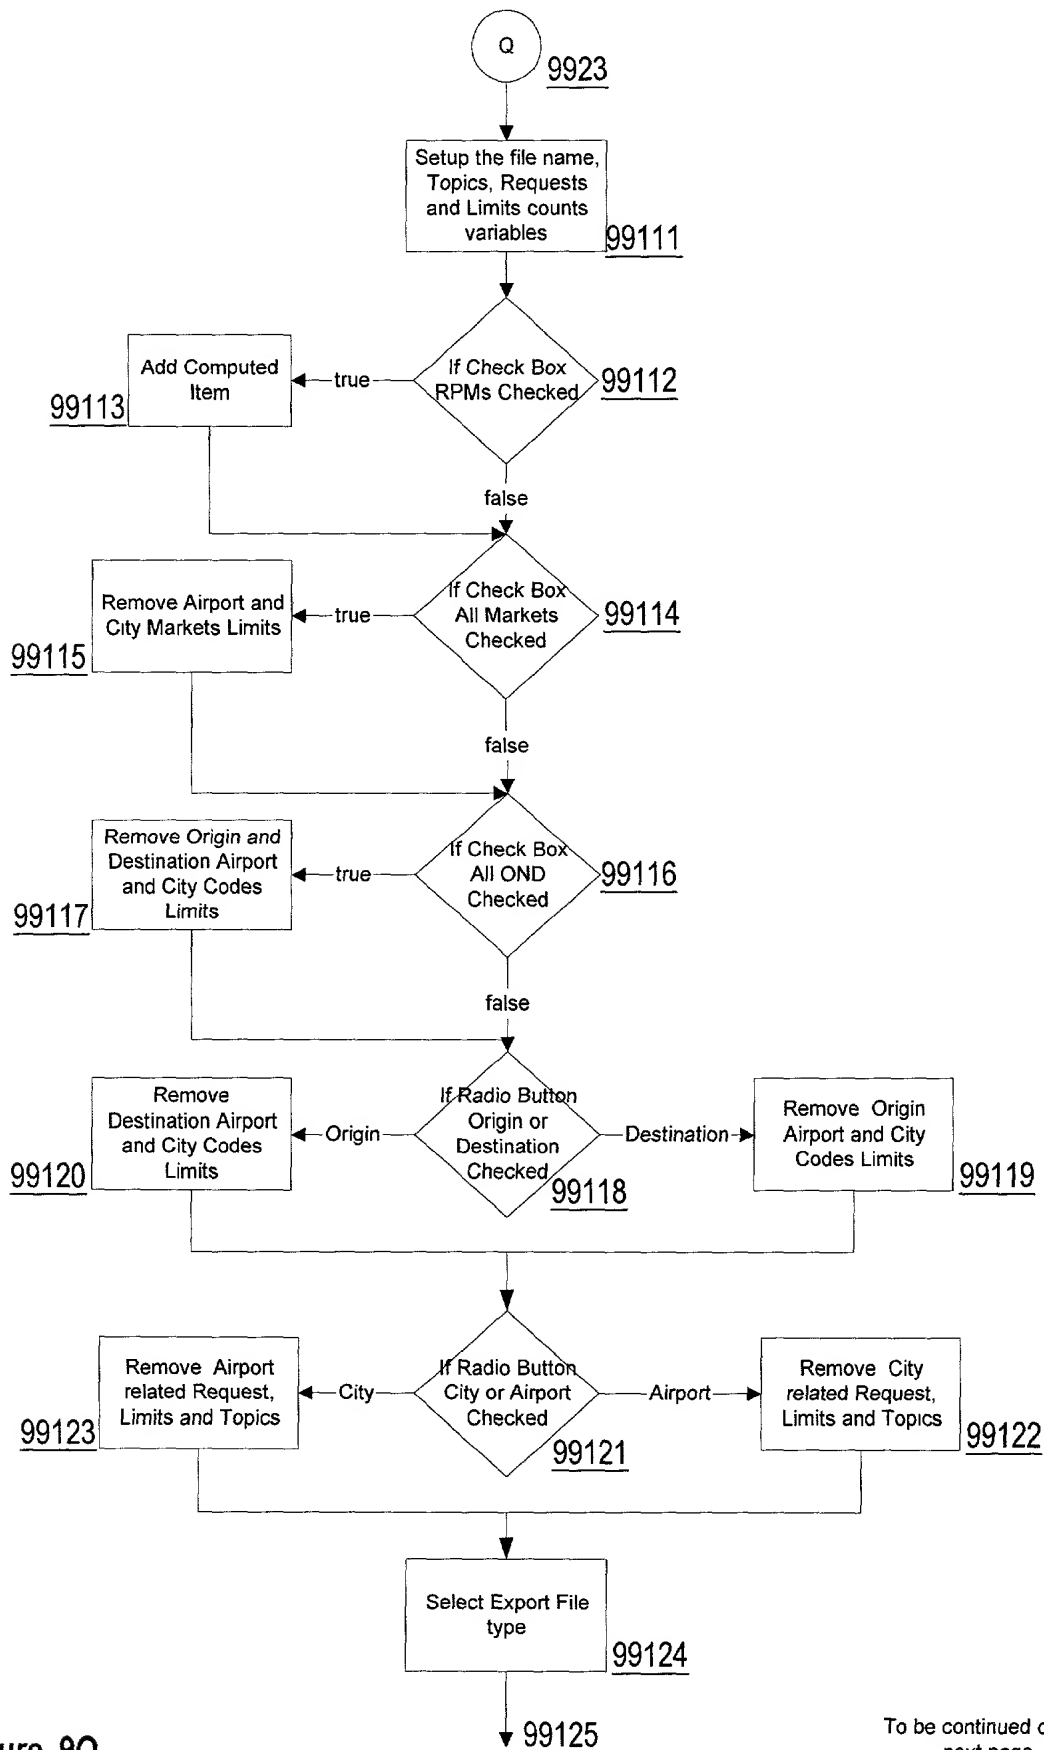 Q
9923
Setup the file name,
Topics, Requests
and Limits counts
variables
99111
If Check Box
RPMs Checked
99112
true
Add Computed
Item
99113
false
If Check Box
All Markets
Checked
99114
true
Remove Airport and
City Markets Limits
99115
false
If Check Box
All OND
Checked
99116
true
Remove Origin and
Destination Airport
and City Codes
Limits
99117
false
If Radio Button
Origin or
Destination
Checked
99118
Origin
Remove
Destination Airport
and City Codes
Limits
99120
Destination
Remove Origin
Airport and City
Codes Limits
99119
If Radio Button
City or Airport
Checked
99121
City
Remove Airport
related Request,
Limits and Topics
99123
Airport
Remove City
related Request,
Limits and Topics
99122
Select Export File
type
99124
99125
To be continued